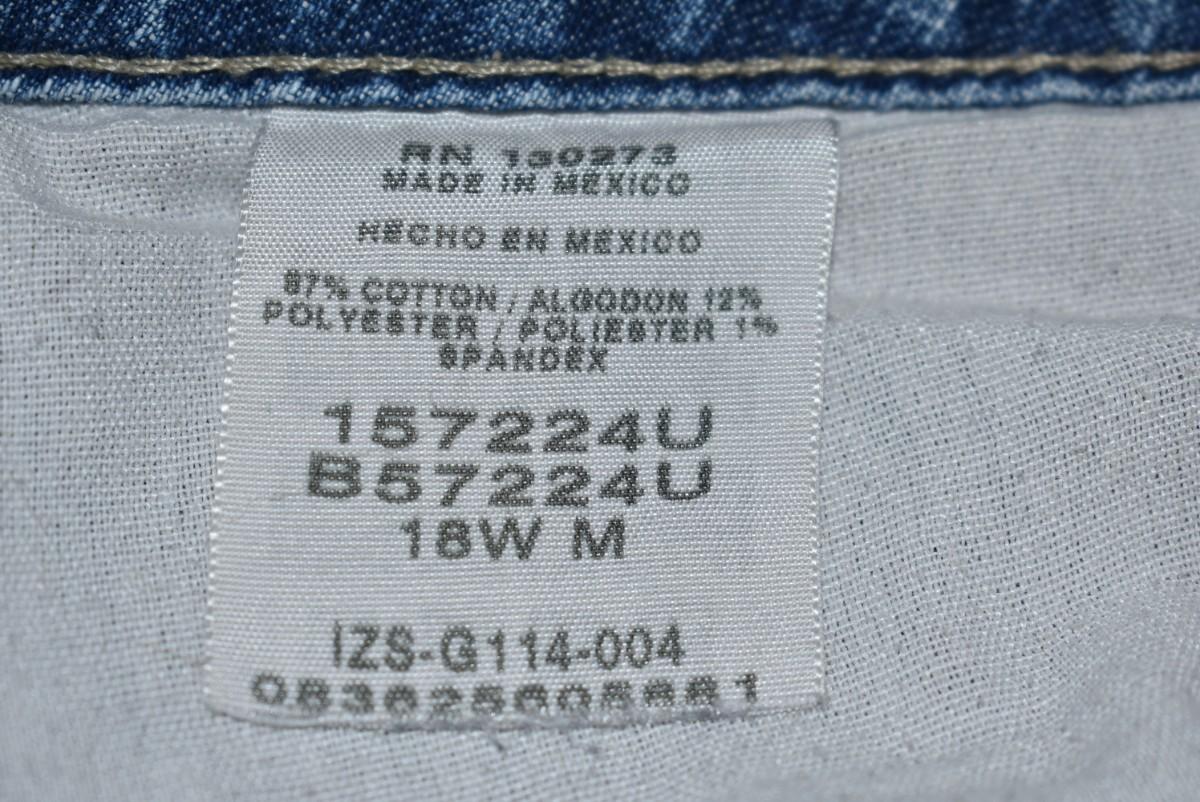 RN 130273
MADE IN MEXICO
HECHO EN MEXICO
87% COTTON / ALGODON 12%
POLYESTER / POLIESTER 1%
SPANDEX
157224U
B57224U
18W M
IZS-G114-004